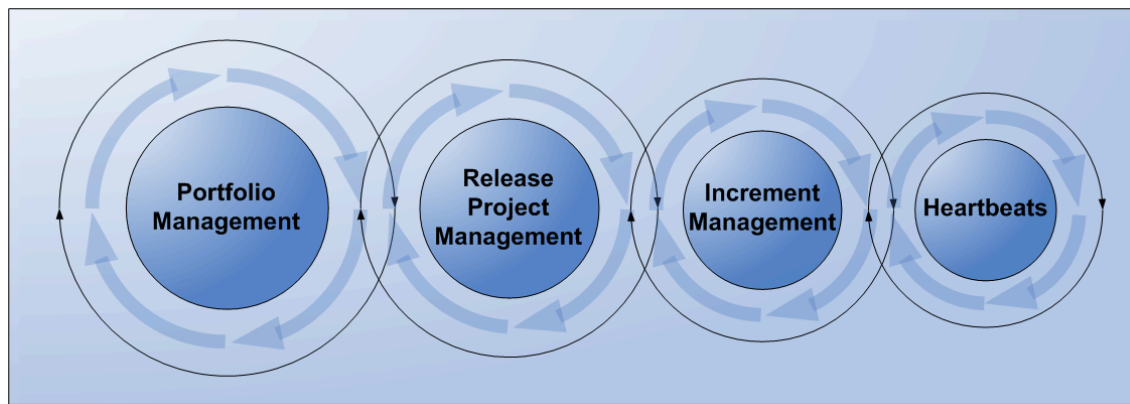 Portfolio
Management
Release
Project
Management
Increment
Management
Heartbeats